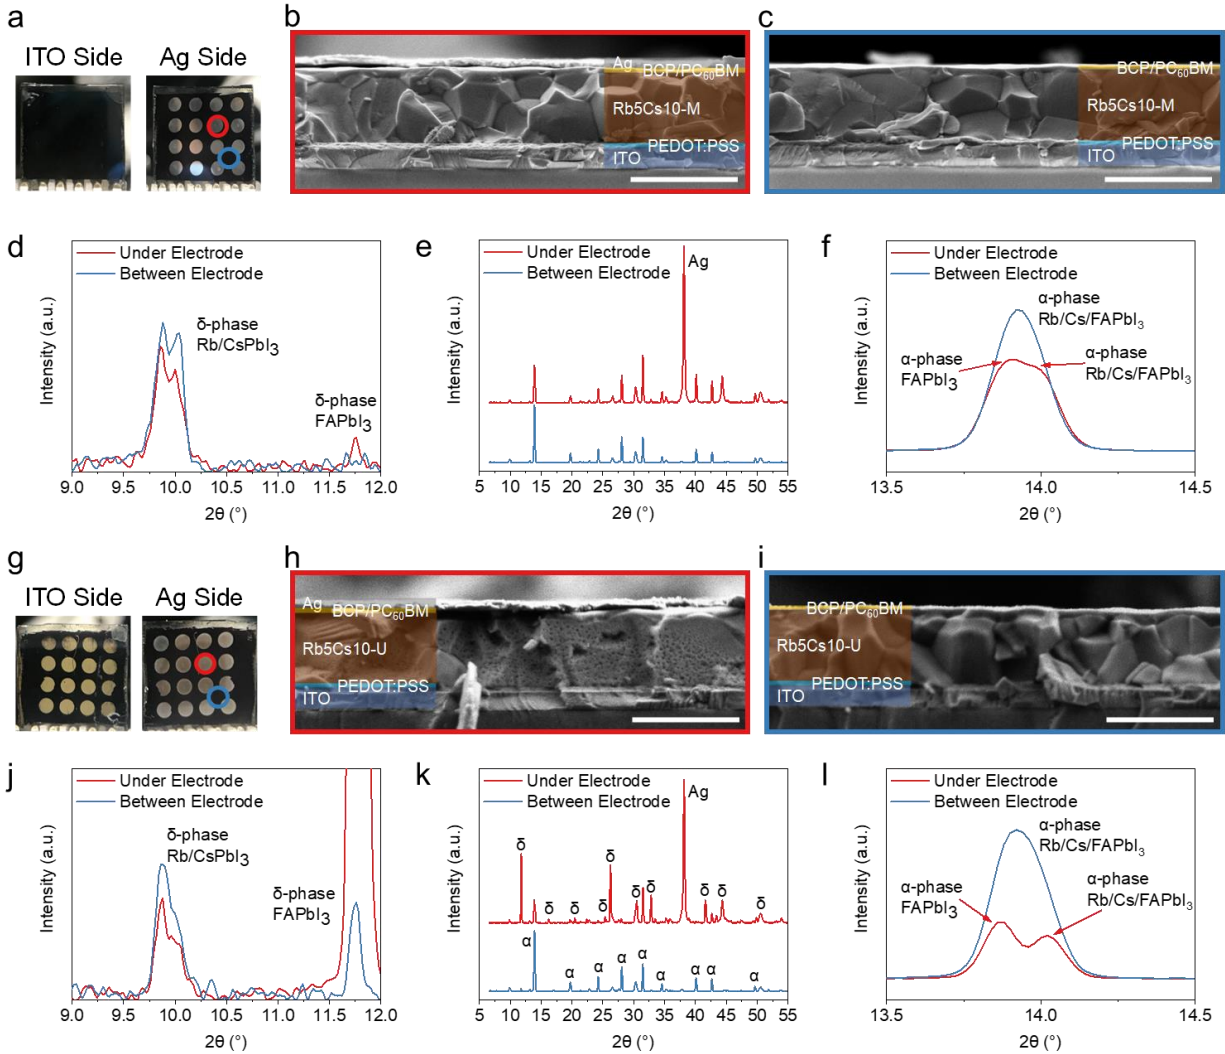 a
ITO Side
Ag Side
b
Ag
BCP/PC60BM
Rb5Cs10-M
PEDOT:PSS
ITO
c
BCP/PC60BM
Rb5Cs10-M
PEDOT:PSS
ITO
d
Under Electrode
Between Electrode
δ-phase
Rb/CsPbI3
δ-phase
FAPbI3
Intensity (a.u.)
9.0 9.5 10.0 10.5 11.0 11.5 12.0
2θ (°)
e
Under Electrode
Between Electrode
Ag
Intensity (a.u.)
5 10 15 20 25 30 35 40 45 50 55
2θ (°)
f
Under Electrode
Between Electrode
α-phase
Rb/Cs/FAPbI3
α-phase
FAPbI3
α-phase
Rb/Cs/FAPbI3
Intensity (a.u.)
13.5 14.0 14.5
2θ (°)
g
ITO Side
Ag Side
h
Ag
BCP/PC60BM
Rb5Cs10-U
PEDOT:PSS
ITO
i
BCP/PC60BM
Rb5Cs10-U
PEDOT:PSS
ITO
j
Under Electrode
Between Electrode
δ-phase
Rb/CsPbI3
δ-phase
FAPbI3
Intensity (a.u.)
9.0 9.5 10.0 10.5 11.0 11.5 12.0
2θ (°)
k
Under Electrode
Between Electrode
Ag
δ δ δ δ δ δ δ δ δ δ
α α α α α α α α α
Intensity (a.u.)
5 10 15 20 25 30 35 40 45 50 55
2θ (°)
l
Under Electrode
Between Electrode
α-phase
Rb/Cs/FAPbI3
α-phase
FAPbI3
α-phase
Rb/Cs/FAPbI3
Intensity (a.u.)
13.5 14.0 14.5
2θ (°)